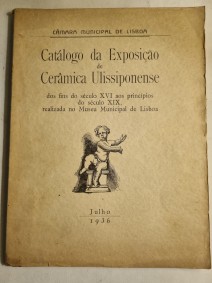 CÂMARA MUNICIPAL DE LISBOA
Catálogo da Exposição
de
Cerâmica Ulissiponense
dos fins do século XVI aos princípios
do século XIX,
realizada no Museu Municipal de Lisboa
Julho
1936